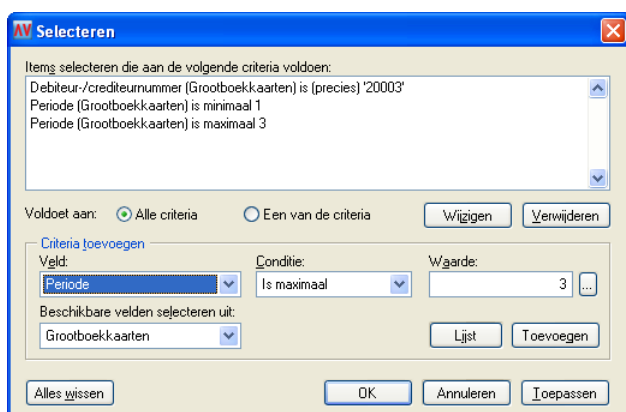 AV Selecteren
Items selecteren die aan de volgende criteria voldoen:
Debiteur-/crediteurnummer (Grootboekkaarten) is (precies) '20003'
Periode (Grootboekkaarten) is minimaal 1
Periode (Grootboekkaarten) is maximaal 3
Voldoet aan: Alle criteria Een van de criteria Wijzigen Verwijderen
Criteria toevoegen
Veld: Conditie: Waarde:
Periode Is maximaal 3 ...
Beschikbare velden selecteren uit:
Grootboekkaarten Lijst Toevoegen
Alles wissen OK Annuleren Toepassen